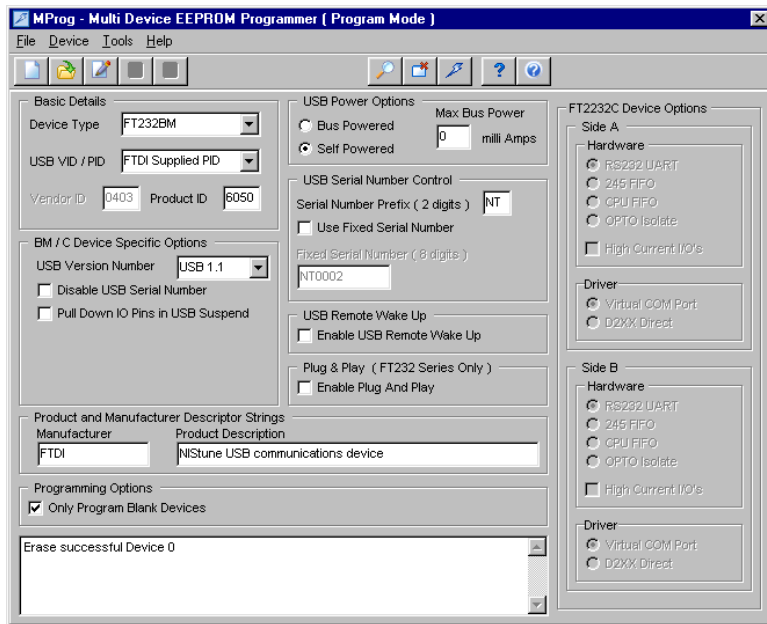 MProg - Multi Device EEPROM Programmer ( Program Mode )
File Device Tools Help
Basic Details
Device Type FT232BM
USB VID / PID FTDI Supplied PID
Vendor ID 0403 Product ID 6050
BM / C Device Specific Options
USB Version Number USB 1.1
Disable USB Serial Number
Pull Down IO Pins in USB Suspend
USB Power Options
Bus Powered
Self Powered
Max Bus Power
0 milli Amps
USB Serial Number Control
Serial Number Prefix ( 2 digits ) NT
Use Fixed Serial Number
Fixed Serial Number ( 8 digits )
NT0002
USB Remote Wake Up
Enable USB Remote Wake Up
Plug & Play ( FT232 Series Only )
Enable Plug And Play
Product and Manufacturer Descriptor Strings
Manufacturer Product Description
FTDI NIStune USB communications device
Programming Options
Only Program Blank Devices
Erase successful Device 0
FT2232C Device Options
Side A
Hardware
RS232 UART
245 FIFO
CPU FIFO
OPTO Isolate
High Current I/O's
Driver
Virtual COM Port
D2XX Direct
Side B
Hardware
RS232 UART
245 FIFO
CPU FIFO
OPTO Isolate
High Current I/O's
Driver
Virtual COM Port
D2XX Direct